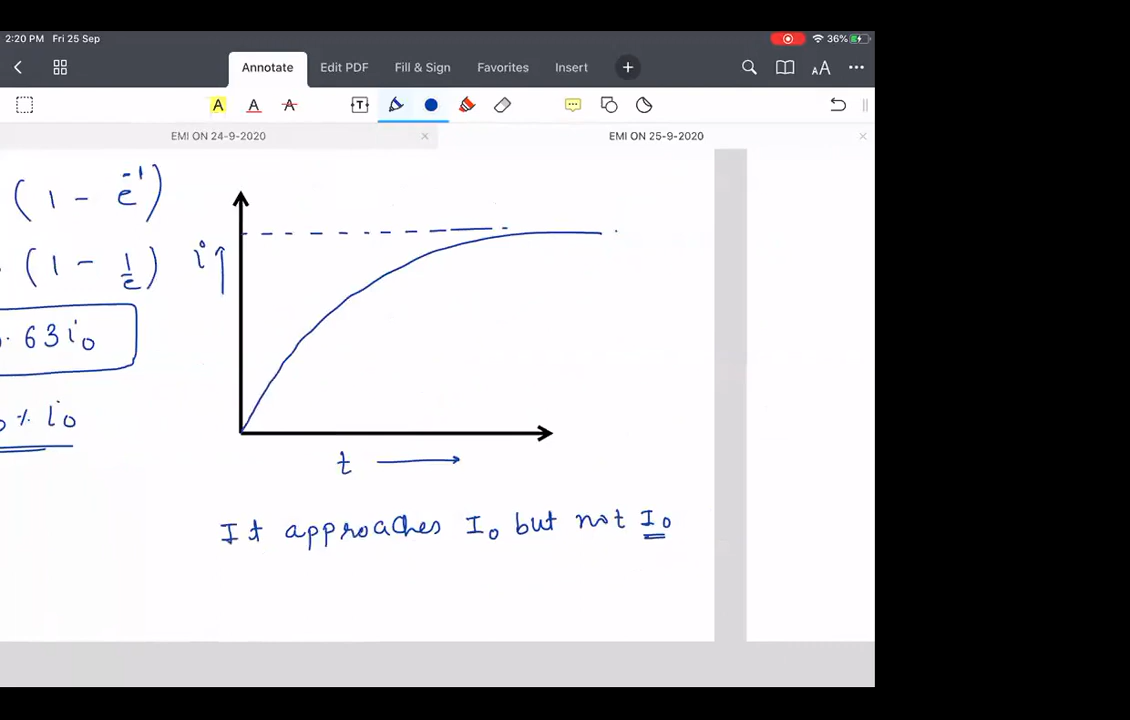 2:20 PM Fri 25 Sep
36%
Annotate Edit PDF Fill & Sign Favorites Insert +
AA
A A A T
EMI ON 24-9-2020 × EMI ON 25-9-2020 ×
(1 - e⁻¹)
(1 - 1/e)
i
.63 i₀
% i₀
t
It approaches I₀ but not I₀